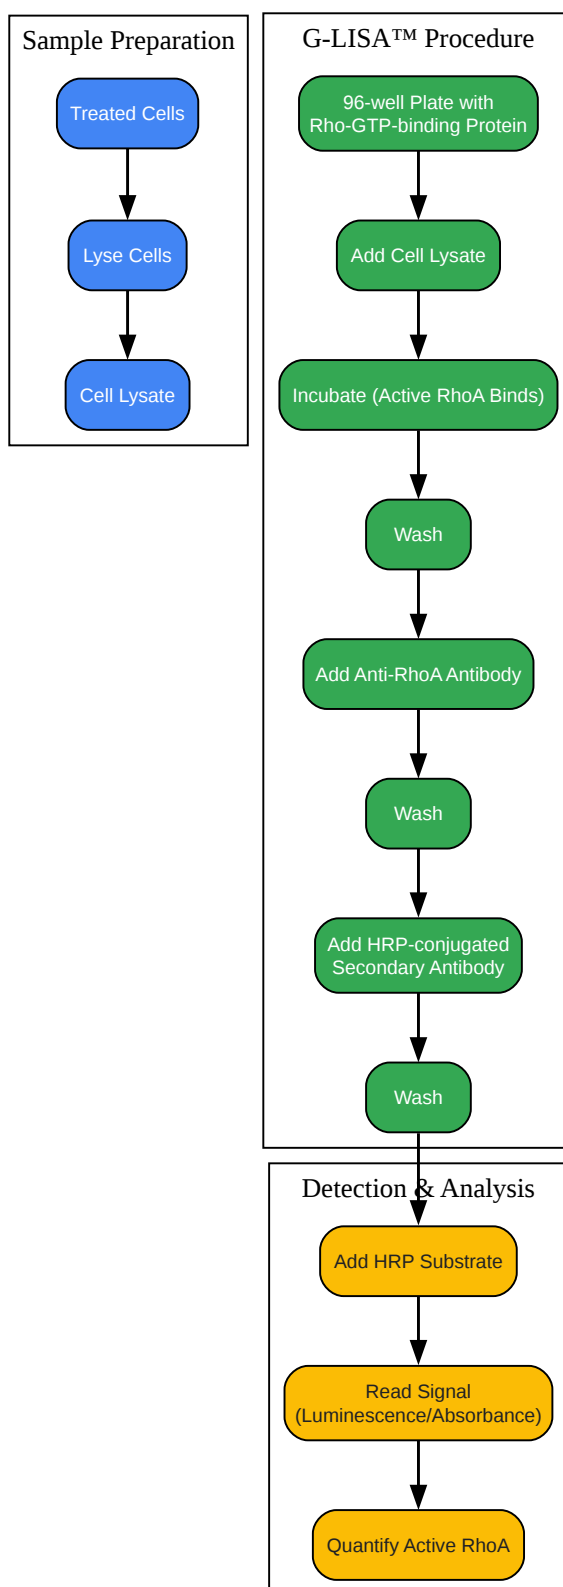 Sample Preparation
Treated Cells
Lyse Cells
Cell Lysate
G-LISA™ Procedure
96-well Plate with
Rho-GTP-binding Protein
Add Cell Lysate
Incubate (Active RhoA Binds)
Wash
Add Anti-RhoA Antibody
Wash
Add HRP-conjugated
Secondary Antibody
Wash
Detection & Analysis
Add HRP Substrate
Read Signal
(Luminescence/Absorbance)
Quantify Active RhoA